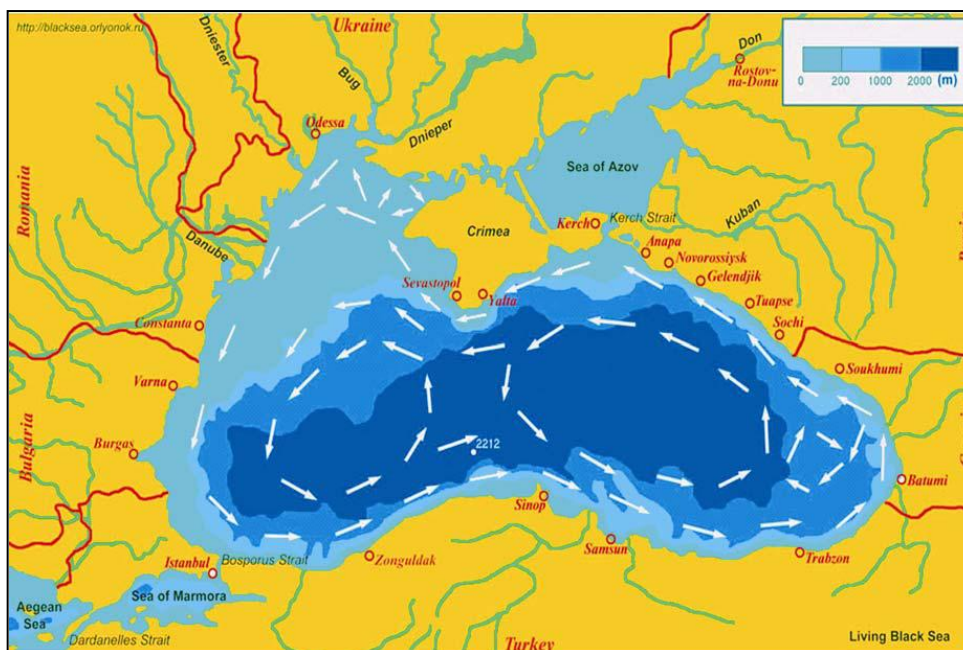 http://blacksea.orlyonok.ru
Ukraine
Dniester
Bug
Dnieper
Don
Rostov-
na-Donu
0 200 1000 2000 (m)
Odessa
Sea of Azov
Romania
Danube
Crimea
Kerch
Kerch Strait
Kuban
Anapa
Novorossiysk
Gelendjik
Sevastopol
Yalta
Tuapse
Constanta
Sochi
Soukhumi
Varna
Bulgaria
Burgas
2212
Batumi
Sinop
Samsun
Trabzon
Istanbul
Bosporus Strait
Zonguldak
Sea of Marmora
Aegean
Sea
Dardanelles Strait
Turkey
Living Black Sea